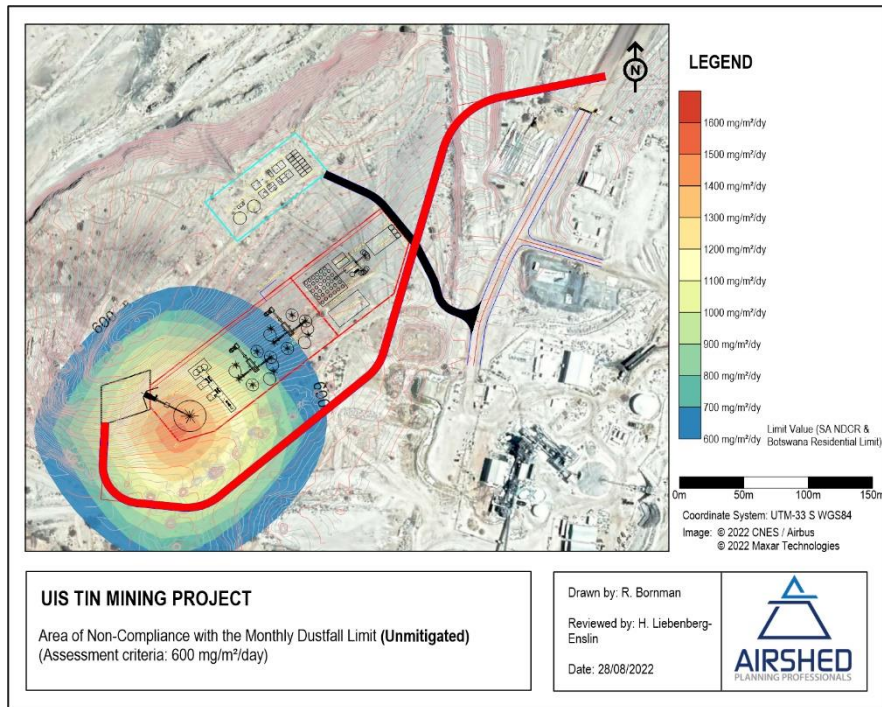 N
600
600
LEGEND
1600 mg/m²/dy
1500 mg/m²/dy
1400 mg/m²/dy
1300 mg/m²/dy
1200 mg/m²/dy
1100 mg/m²/dy
1000 mg/m²/dy
900 mg/m²/dy
800 mg/m²/dy
700 mg/m²/dy
600 mg/m²/dy
Limit Value (SA NDCR &
Botswana Residential Limit)
0m 50m 100m 150m
Coordinate System: UTM-33 S WGS84
Image: © 2022 CNES / Airbus
© 2022 Maxar Technologies
UIS TIN MINING PROJECT
Area of Non-Compliance with the Monthly Dustfall Limit (Unmitigated)
(Assessment criteria: 600 mg/m²/day)
Drawn by: R. Bornman
Reviewed by: H. Liebenberg-
Enslin
Date: 28/08/2022
AIRSHED
PLANNING PROFESSIONALS